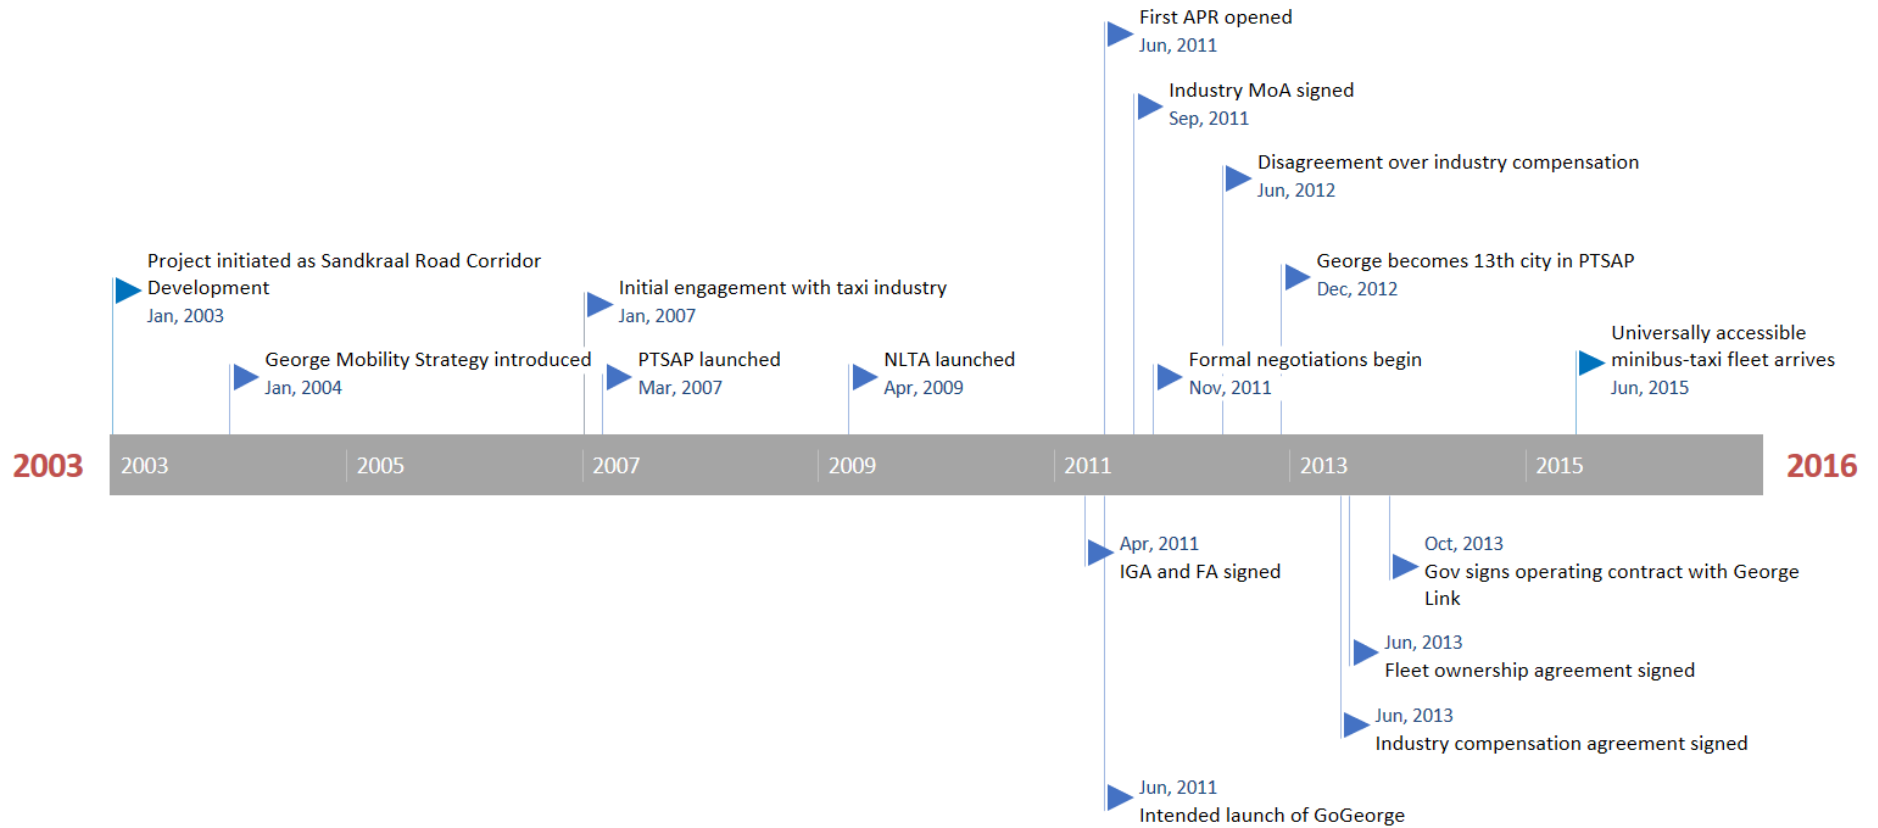 First APR opened
Jun, 2011
Industry MoA signed
Sep, 2011
Disagreement over industry compensation
Jun, 2012
Project initiated as Sandkraal Road Corridor
Development
Jan, 2003
George becomes 13th city in PTSAP
Dec, 2012
Initial engagement with taxi industry
Jan, 2007
Universally accessible
minibus-taxi fleet arrives
Jun, 2015
George Mobility Strategy introduced
Jan, 2004
PTSAP launched
Mar, 2007
NLTA launched
Apr, 2009
Formal negotiations begin
Nov, 2011
2003
2003
2005
2007
2009
2011
2013
2015
2016
Apr, 2011
IGA and FA signed
Oct, 2013
Gov signs operating contract with George
Link
Jun, 2013
Fleet ownership agreement signed
Jun, 2013
Industry compensation agreement signed
Jun, 2011
Intended launch of GoGeorge